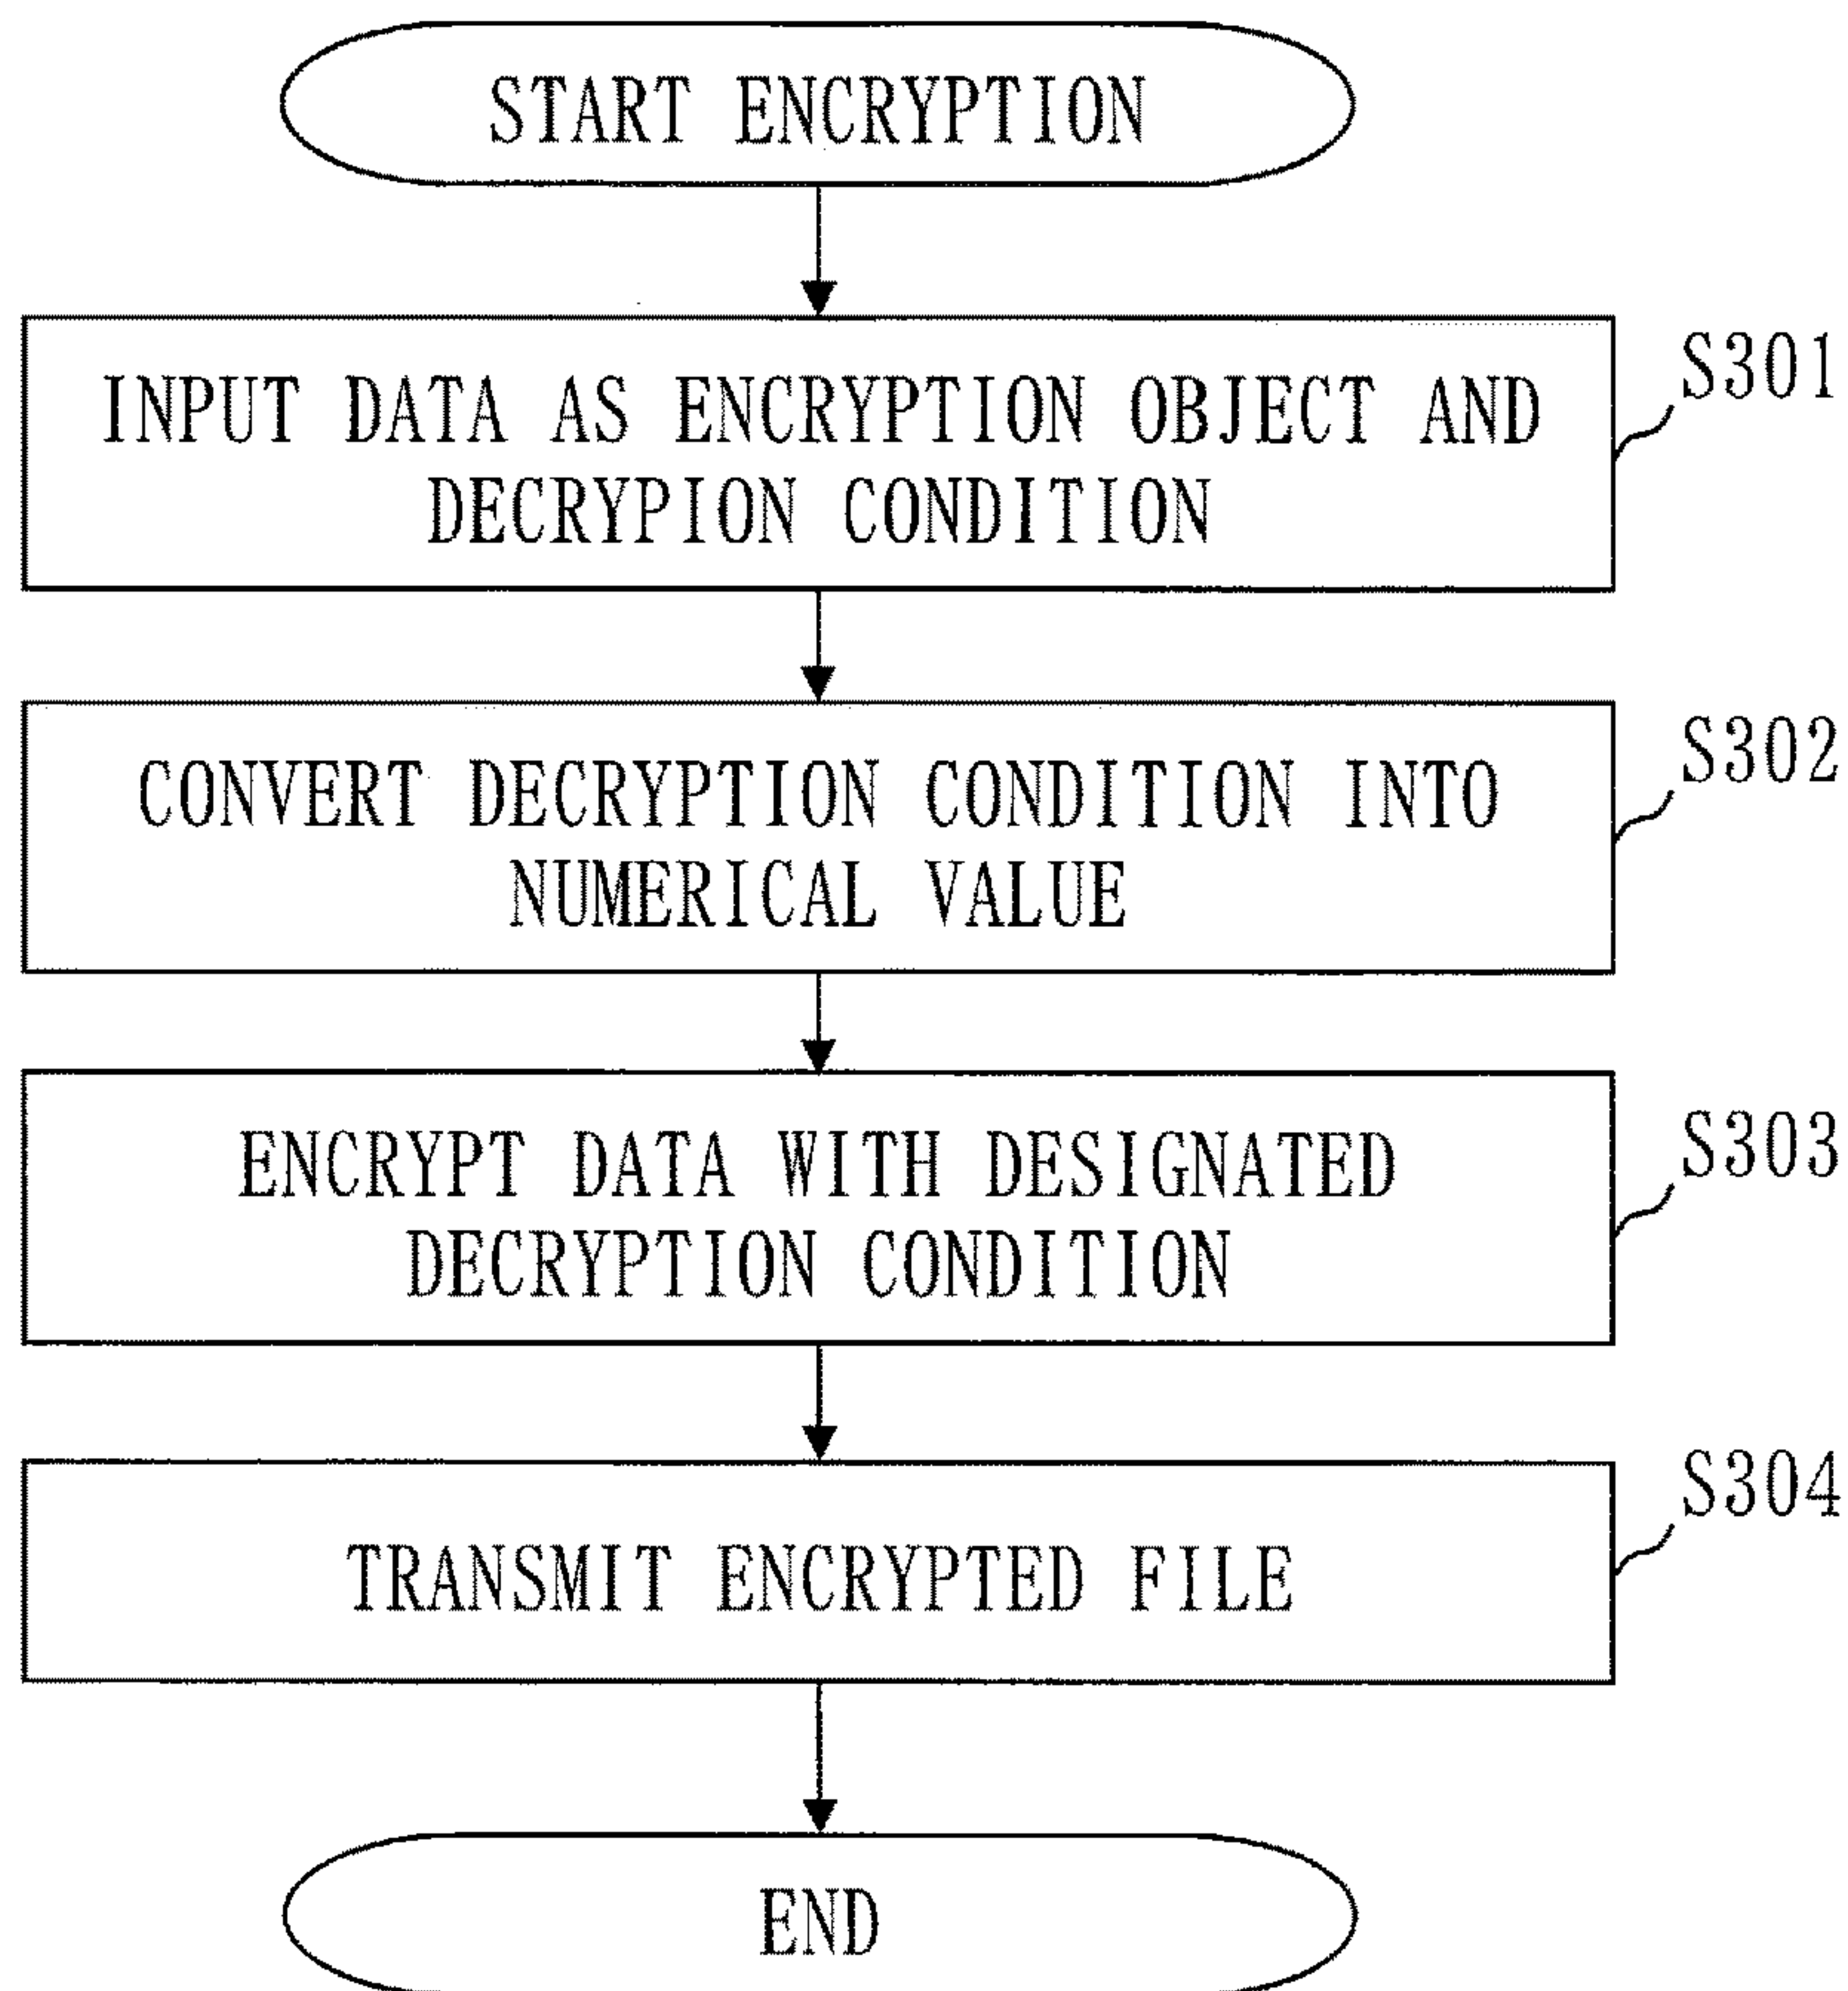 START ENCRYPTION
INPUT DATA AS ENCRYPTION OBJECT AND
DECRYPION CONDITION
S301
CONVERT DECRYPTION CONDITION INTO
NUMERICAL VALUE
S302
ENCRYPT DATA WITH DESIGNATED
DECRYPTION CONDITION
S303
TRANSMIT ENCRYPTED FILE
S304
END